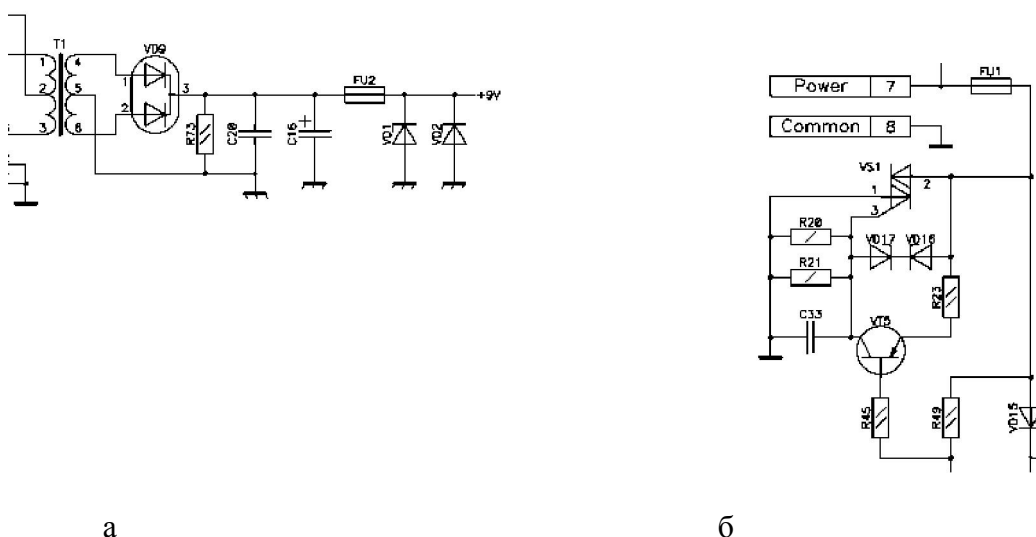 T1
1
2
3
4
5
6
VD9
1
2
3
R73
C20
C16
+
FU2
VD1
VD2
+9V
а
Power 7
FU1
Common 8
VS1
1
2
3
R20
VD17 VD16
R21
R23
C33
VT5
R45
R49
VD15
б